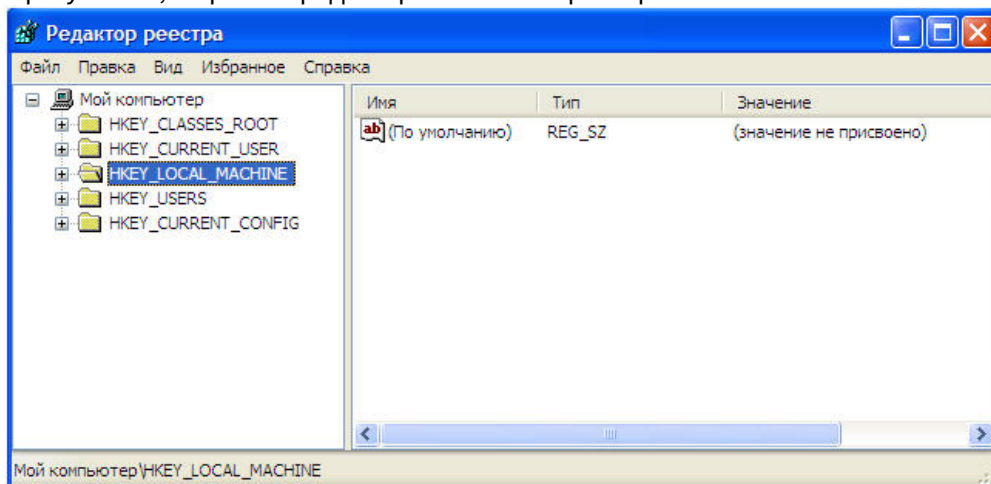 Редактор реестра
Файл Правка Вид Избранное Справка
Мой компьютер
HKEY_CLASSES_ROOT
HKEY_CURRENT_USER
HKEY_LOCAL_MACHINE
HKEY_USERS
HKEY_CURRENT_CONFIG
Имя Тип Значение
ab (По умолчанию) REG_SZ (значение не присвоено)
Мой компьютер\HKEY_LOCAL_MACHINE